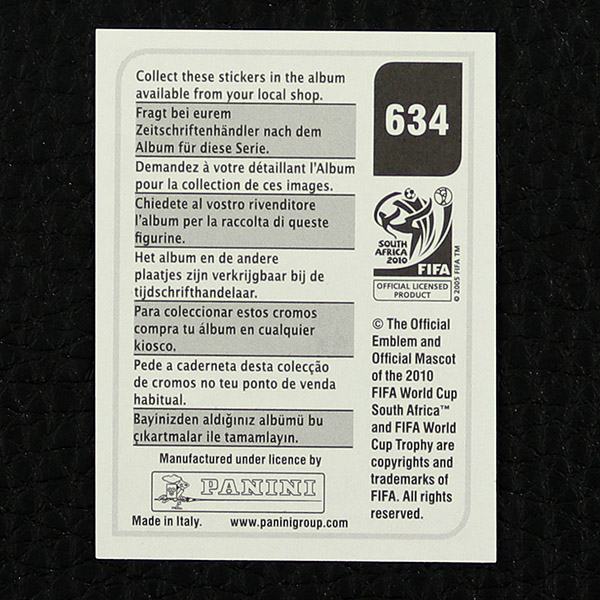 Collect these stickers in the album
available from your local shop.
Fragt bei eurem
Zeitschriftenhändler nach dem
Album für diese Serie.
Demandez à votre détaillant l'Album
pour la collection de ces images.
Chiedete al vostro rivenditore
l'album per la raccolta di queste
figurine.
Het album en de andere
plaatjes zijn verkrijgbaar bij de
tijdschrifthandelaar.
Para coleccionar estos cromos
compra tu álbum en cualquier
kiosco.
Pede a caderneta desta colecção
de cromos no teu ponto de venda
habitual.
Bayinizden aldığınız albümü bu
çıkartmalar ile tamamlayın.
Manufactured under licence by
PANINI
Made in Italy. www.paninigroup.com
634
SOUTH
AFRICA
2010
FIFA
© 2005 FIFA TM
OFFICIAL LICENSED
PRODUCT
© The Official
Emblem and
Official Mascot
of the 2010
FIFA World Cup
South Africa™
and FIFA World
Cup Trophy are
copyrights and
trademarks of
FIFA. All rights
reserved.